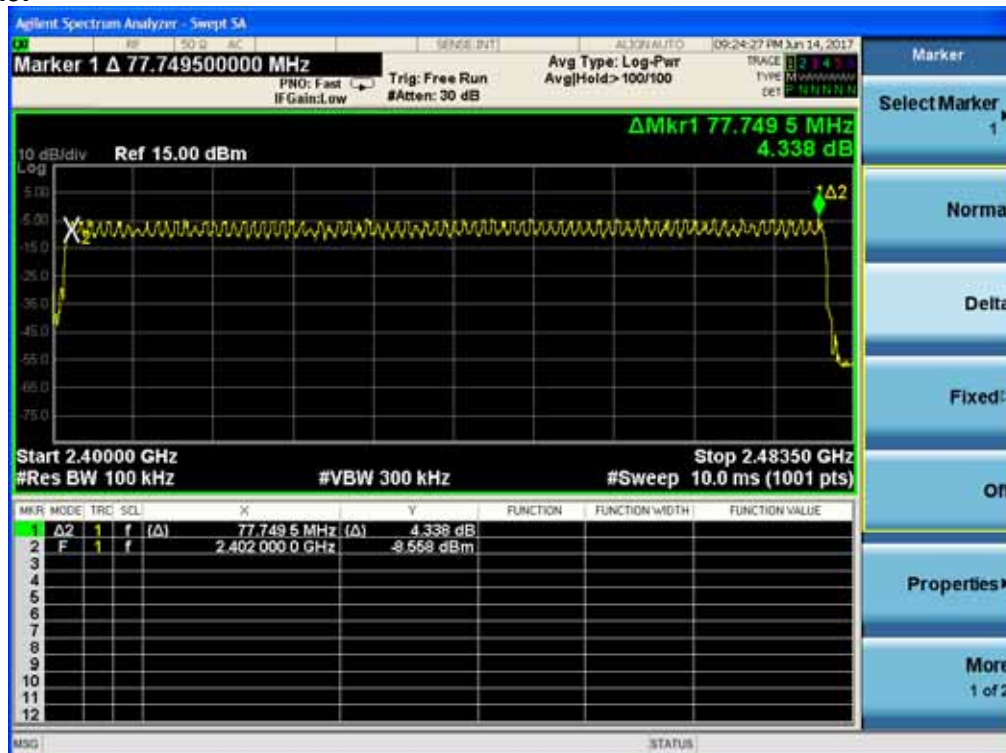 Agilent Spectrum Analyzer - Swept SA
RF 50 Ω AC SENSE:INT ALIGN AUTO 09:24:27 PM Jun 14, 2017
Marker 1 Δ 77.749500000 MHz
PNO: Fast
IFGain:Low
Trig: Free Run
#Atten: 30 dB
Avg Type: Log-Pwr
Avg|Hold:> 100/100
TRACE 1 2 3 4 5 6
TYPE
DET P N N N N N
ΔMkr1 77.749 5 MHz
4.338 dB
10 dB/div Ref 15.00 dBm
Log
5.00
-5.00
-15.0
-25.0
-35.0
-45.0
-55.0
-65.0
-75.0
1Δ2
2
Start 2.40000 GHz Stop 2.48350 GHz
#Res BW 100 kHz #VBW 300 kHz #Sweep 10.0 ms (1001 pts)
MKR MODE TRC SCL X Y FUNCTION FUNCTION WIDTH FUNCTION VALUE
1 Δ2 1 f (Δ) 77.749 5 MHz (Δ) 4.338 dB
2 F 1 f 2.402 000 0 GHz -8.558 dBm
3
4
5
6
7
8
9
10
11
12
MSG STATUS
Marker
Select Marker
1
Norma
Delta
Fixed
Of
Properties
More
1 of 2